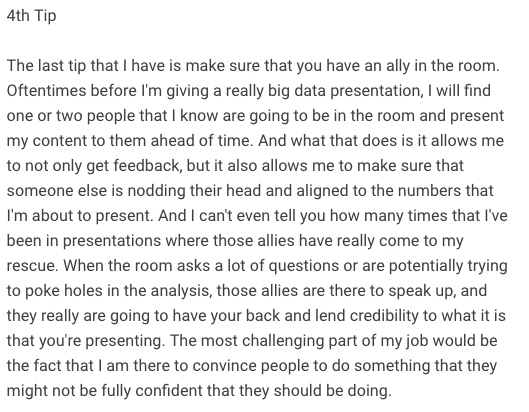 4th Tip
The last tip that I have is make sure that you have an ally in the room.
Oftentimes before I'm giving a really big data presentation, I will find
one or two people that I know are going to be in the room and present
my content to them ahead of time. And what that does is it allows me
to not only get feedback, but it also allows me to make sure that
someone else is nodding their head and aligned to the numbers that
I'm about to present. And I can't even tell you how many times that I've
been in presentations where those allies have really come to my
rescue. When the room asks a lot of questions or are potentially trying
to poke holes in the analysis, those allies are there to speak up, and
they really are going to have your back and lend credibility to what it is
that you're presenting. The most challenging part of my job would be
the fact that I am there to convince people to do something that they
might not be fully confident that they should be doing.